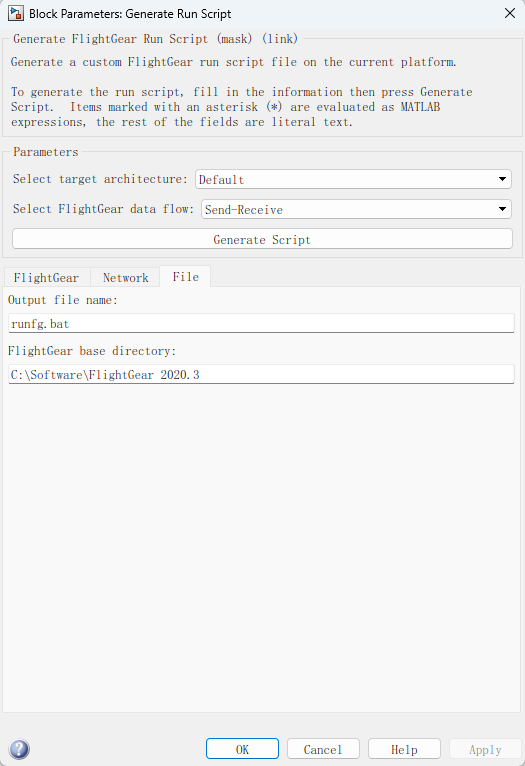 Block Parameters: Generate Run Script
Generate FlightGear Run Script (mask) (link)
Generate a custom FlightGear run script file on the current platform.
To generate the run script, fill in the information then press Generate
Script.  Items marked with an asterisk (*) are evaluated as MATLAB
expressions, the rest of the fields are literal text.
Parameters
Select target architecture: Default
Select FlightGear data flow: Send-Receive
Generate Script
FlightGear Network File
Output file name:
runfg.bat
FlightGear base directory:
C:\Software\FlightGear 2020.3
? OK Cancel Help Apply